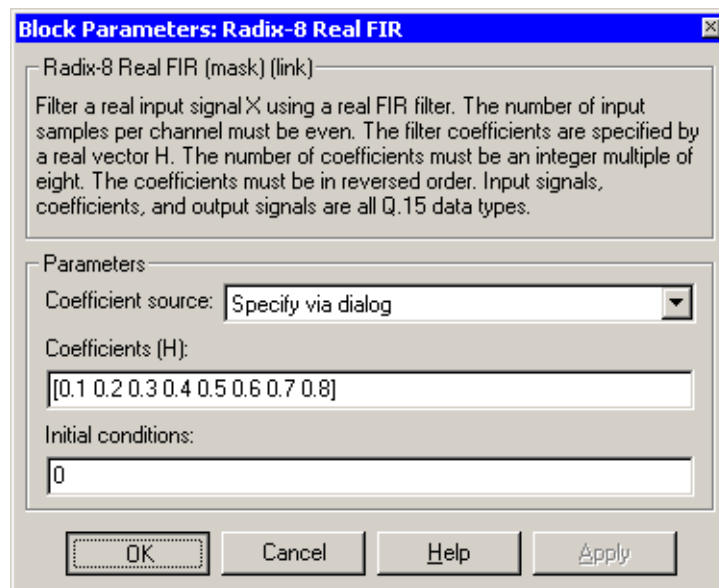 Block Parameters: Radix-8 Real FIR
Radix-8 Real FIR (mask) (link)
Filter a real input signal X using a real FIR filter. The number of input
samples per channel must be even. The filter coefficients are specified by
a real vector H. The number of coefficients must be an integer multiple of
eight. The coefficients must be in reversed order. Input signals,
coefficients, and output signals are all Q.15 data types.
Parameters
Coefficient source: Specify via dialog
Coefficients (H):
[0.1 0.2 0.3 0.4 0.5 0.6 0.7 0.8]
Initial conditions:
0
OK Cancel Help Apply